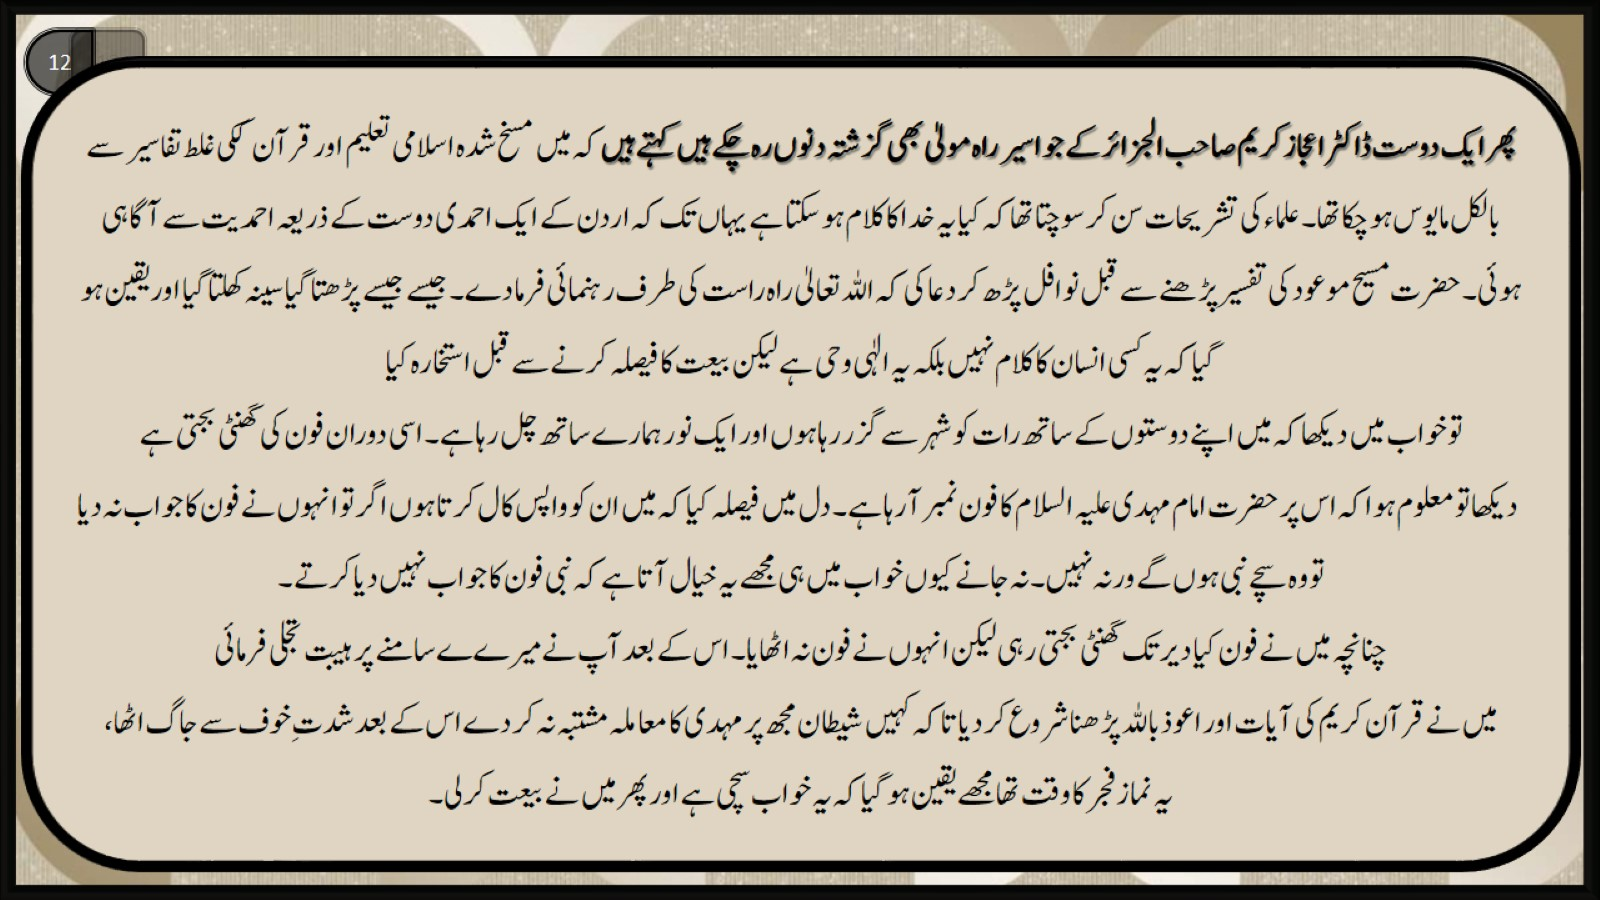 12
پھر ایک دوست ڈاکٹر اعجاز کریم صاحب الجزائر کے جو اسیر راہ مولیٰ بھی گزشتہ دنوں رہ چکے ہیں کہتے ہیں کہ میں مسخ شدہ اسلامی تعلیم اور قرآن ککی غلط تفاسیر سے
بالکل مایوس ہو چکا تھا۔ علماء کی تشریحات سن کر سوچتا تھا کہ کیا یہ خدا کا کلام ہو سکتا ہے یہاں تک کہ اردن کے ایک احمدی دوست کے ذریعہ احمدیت سے آگاہی
ہوئی۔ حضرت مسیح موعود کی تفسیر پڑھنے سے قبل نوافل پڑھ کر دعا کی کہ اللہ تعالیٰ راہ راست کی طرف رہنمائی فرمادے۔ جیسے جیسے پڑھتا گیا سینہ کھلتا گیا اور یقین ہو
گیا کہ یہ کسی انسان کا کلام نہیں بلکہ یہ الٰہی وحی ہے لیکن بیعت کا فیصلہ کرنے سے قبل استخارہ کیا
تو خواب میں دیکھا کہ میں اپنے دوستوں کے ساتھ رات کو شہر سے گزر رہا ہوں اور ایک نور ہمارے ساتھ چل رہا ہے۔ اسی دوران فون کی گھنٹی بجتی ہے
دیکھا تو معلوم ہوا کہ اس پر حضرت امام مہدی علیہ السلام کا فون نمبر آرہا ہے۔ دل میں فیصلہ کیا کہ میں ان کو واپس کال کرتا ہوں اگر تو انہوں نے فون کا جواب نہ دیا
تو وہ سچے نبی ہوں گے ورنہ نہیں۔ نہ جانے کیوں خواب میں ہی مجھے یہ خیال آتا ہے کہ نبی فون کا جواب نہیں دیا کرتے۔
چنانچہ میں نے فون کیا دیر تک گھنٹی بجتی رہی لیکن انہوں نے فون نہ اٹھایا۔ اس کے بعد آپ نے میرےے سامنے پر ہیبت تجلی فرمائی
میں نے قرآن کریم کی آیات اور اعوذ باللہ پڑھنا شروع کر دیا تا کہ کہیں شیطان مجھ پر مہدی کا معاملہ مشتبہ نہ کردے اس کے بعد شدتِ خوف سے جاگ اٹھا،
یہ نماز فجر کا وقت تھا مجھے یقین ہو گیا کہ یہ خواب سچی ہے اور پھر میں نے بیعت کرلی۔